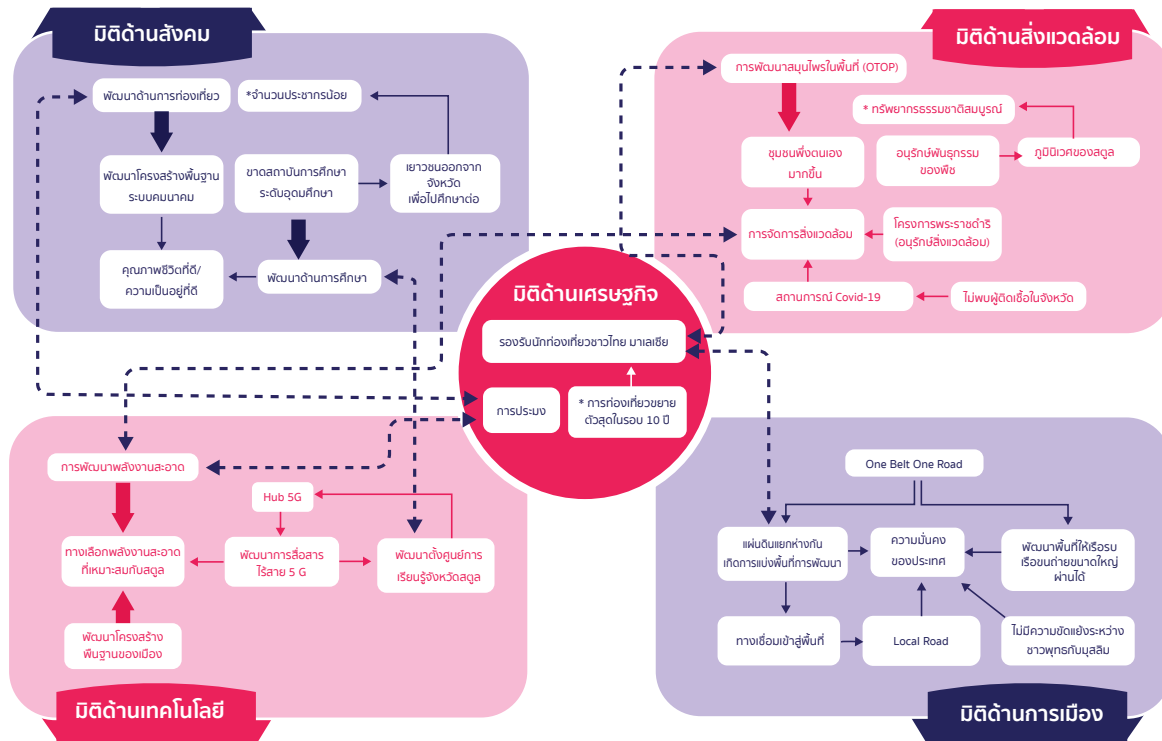 มิติด้านสังคม
พัฒนาด้านการท่องเที่ยว
*จำนวนประชากรน้อย
พัฒนาโครงสร้างพื้นฐาน
ระบบคมนาคม
ขาดสถาบันการศึกษา
ระดับอุดมศึกษา
เยาวชนออกจาก
จังหวัด
เพื่อไปศึกษาต่อ
คุณภาพชีวิตที่ดี/
ความเป็นอยู่ที่ดี
พัฒนาด้านการศึกษา
มิติด้านสิ่งแวดล้อม
การพัฒนาสมุนไพรในพื้นที่ (OTOP)
* ทรัพยากรธรรมชาติสมบูรณ์
ชุมชนพึ่งตนเอง
มากขึ้น
อนุรักษ์พันธุกรรม
ของพืช
ภูมินิเวศของสตูล
การจัดการสิ่งแวดล้อม
โครงการพระราชดำริ
(อนุรักษ์สิ่งแวดล้อม)
สถานการณ์ Covid-19
ไม่พบผู้ติดเชื้อในจังหวัด
มิติด้านเศรษฐกิจ
รองรับนักท่องเที่ยวชาวไทย มาเลเซีย
การประมง
* การท่องเที่ยวขยาย
ตัวสุดในรอบ 10 ปี
การพัฒนาพลังงานสะอาด
Hub 5G
ทางเลือกพลังงานสะอาด
ที่เหมาะสมกับสตูล
พัฒนาการสื่อสาร
ไร้สาย 5 G
พัฒนาตั้งศูนย์การ
เรียนรู้จังหวัดสตูล
พัฒนาโครงสร้าง
พื้นฐานของเมือง
มิติด้านเทคโนโลยี
One Belt One Road
แผ่นดินแยกห่างกัน
เกิดการแบ่งพื้นที่การพัฒนา
ความมั่นคง
ของประเทศ
พัฒนาพื้นที่ให้เรือรบ
เรือขนถ่ายขนาดใหญ่
ผ่านได้
ทางเชื่อมเข้าสู่พื้นที่
Local Road
ไม่มีความขัดแย้งระหว่าง
ชาวพุทธกับมุสลิม
มิติด้านการเมือง